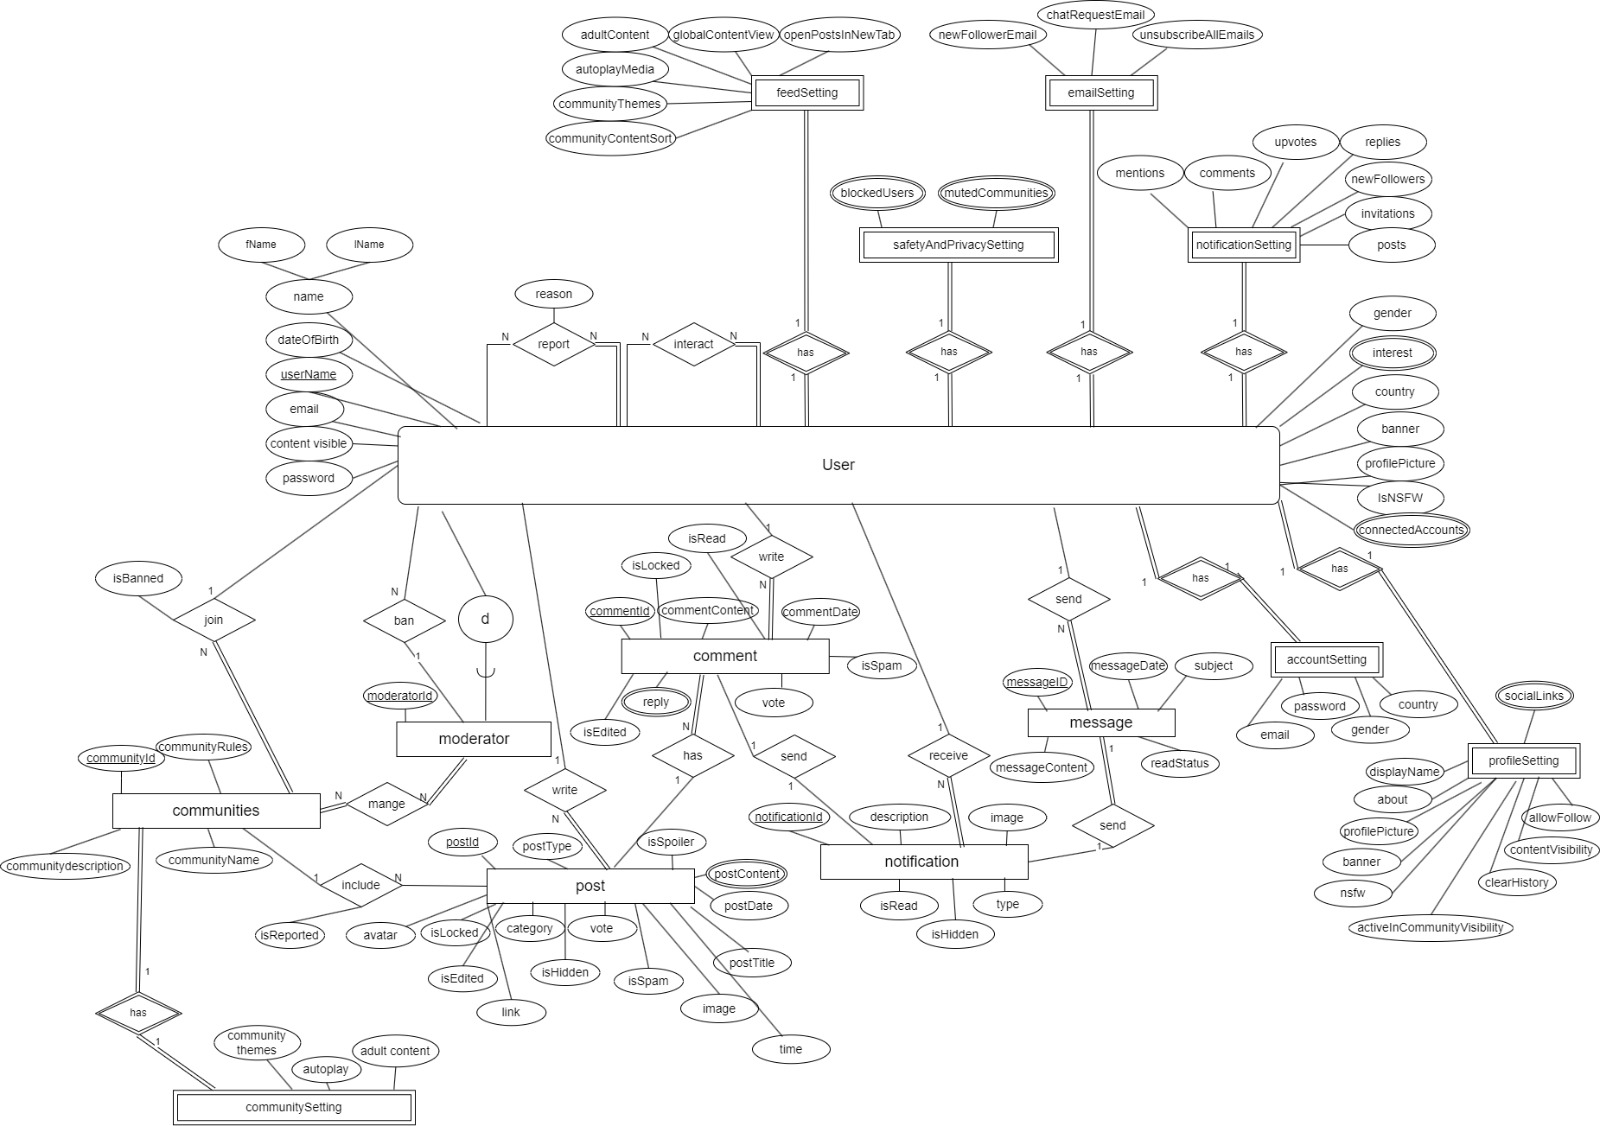 chatRequestEmail
adultContent
globalContentView
openPostsInNewTab
newFollowerEmail
unsubscribeAllEmails
autoplayMedia
feedSetting
emailSetting
communityThemes
communityContentSort
upvotes
replies
mentions
comments
newFollowers
blockedUsers
mutedCommunities
invitations
fName
lName
safetyAndPrivacySetting
notificationSetting
posts
name
reason
gender
1
1
1
1
dateOfBirth
N
N
N
N
report
interact
has
has
has
has
interest
userName
1
1
1
1
country
email
banner
content visible
User
profilePicture
password
IsNSFW
connectedAccounts
1
isRead
write
1
isBanned
isLocked
1
has
1
1
has
1
1
N
N
send
commentId
commentContent
commentDate
join
ban
d
N
N
1
comment
isSpam
accountSetting
messageDate
subject
moderatorId
reply
vote
messageID
password
country
socialLinks
isEdited
N
1
1
gender
email
message
moderator
communityRules
communityId
has
send
receive
1
profileSetting
1
1
1
N
messageContent
readStatus
displayName
write
about
N
mange
N
communities
N
notificationId
description
image
send
allowFollow
profilePicture
1
postId
postType
isSpoiler
contentVisibility
communitydescription
communityName
notification
banner
1
include
N
post
postContent
clearHistory
nsfw
postDate
isRead
type
isReported
avatar
isLocked
category
vote
isHidden
activeInCommunityVisibility
postTitle
1
isEdited
isHidden
isSpam
has
link
image
1
community
themes
adult content
time
autoplay
communitySetting